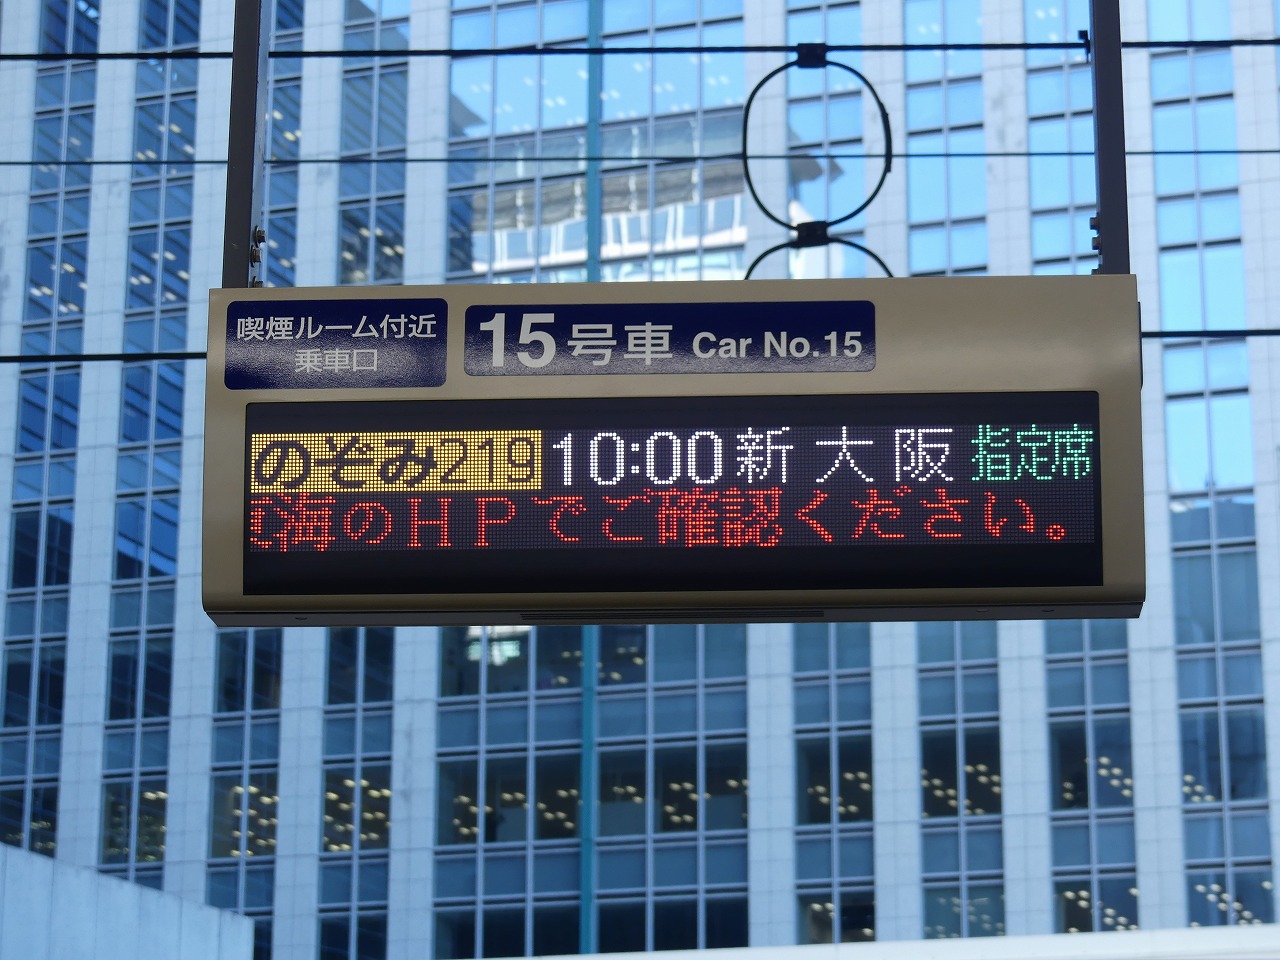 喫煙ルーム付近
乗車口
15号車 Car No.15
のぞみ219 10:00 新大阪 指定席
海のHPでご確認ください。